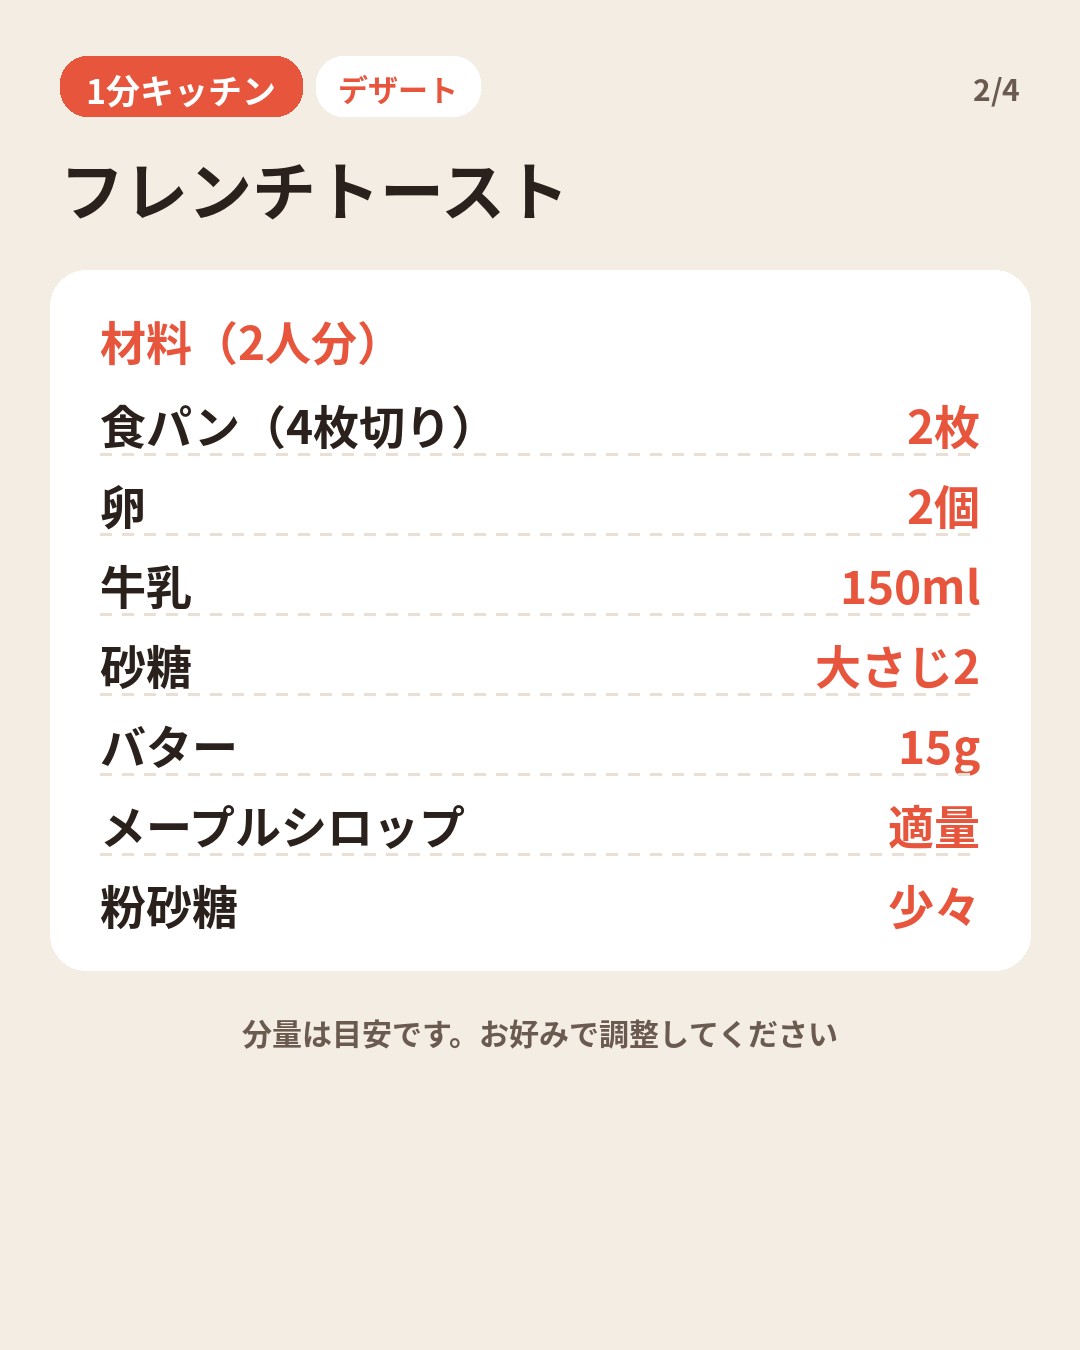 1分キッチン デザート 2/4
フレンチトースト
材料（2人分）
食パン（4枚切り） 2枚
卵 2個
牛乳 150ml
砂糖 大さじ2
バター 15g
メープルシロップ 適量
粉砂糖 少々
分量は目安です。お好みで調整してください